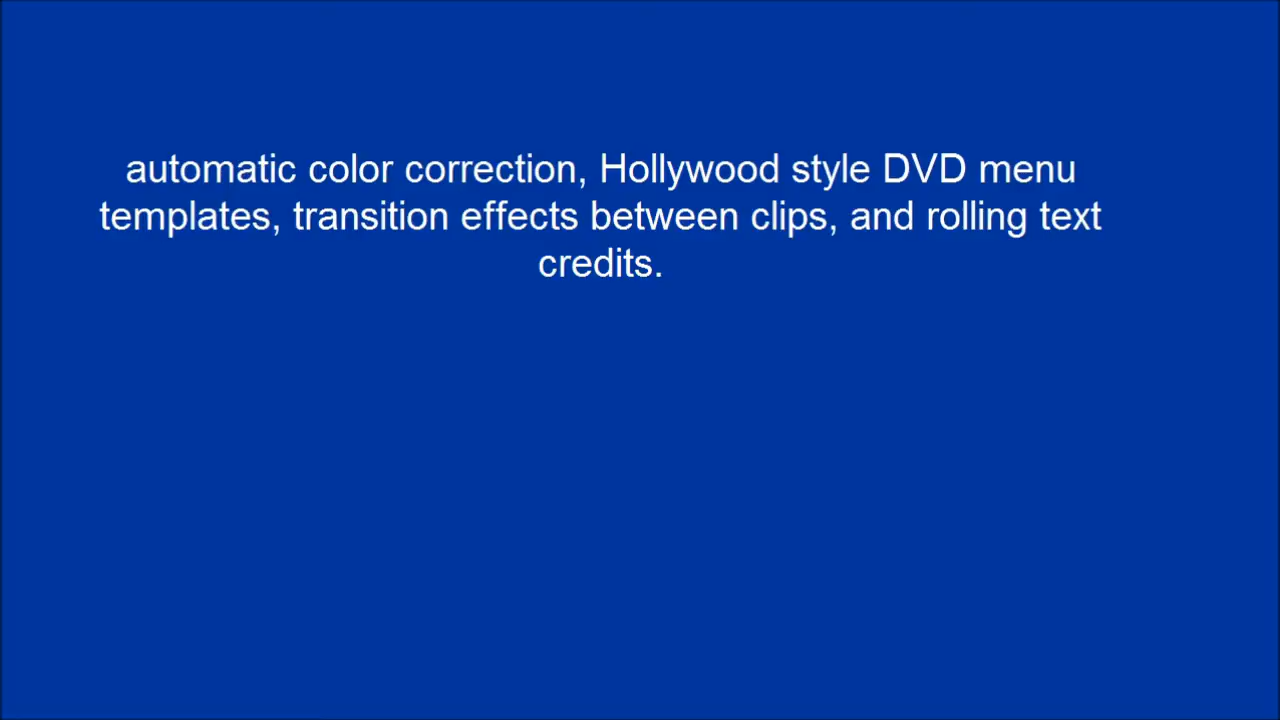 automatic color correction, Hollywood style DVD menu
templates, transition effects between clips, and rolling text
credits.